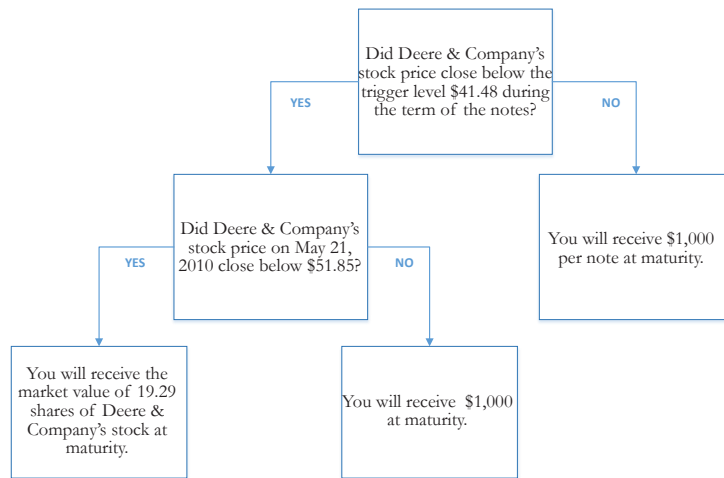 Did Deere & Company's
stock price close below the
trigger level $41.48 during
the term of the notes?
YES
NO
Did Deere & Company's
stock price on May 21,
2010 close below $51.85?
You will receive $1,000
per note at maturity.
YES
NO
You will receive the
market value of 19.29
shares of Deere &
Company's stock at
maturity.
You will receive $1,000
at maturity.